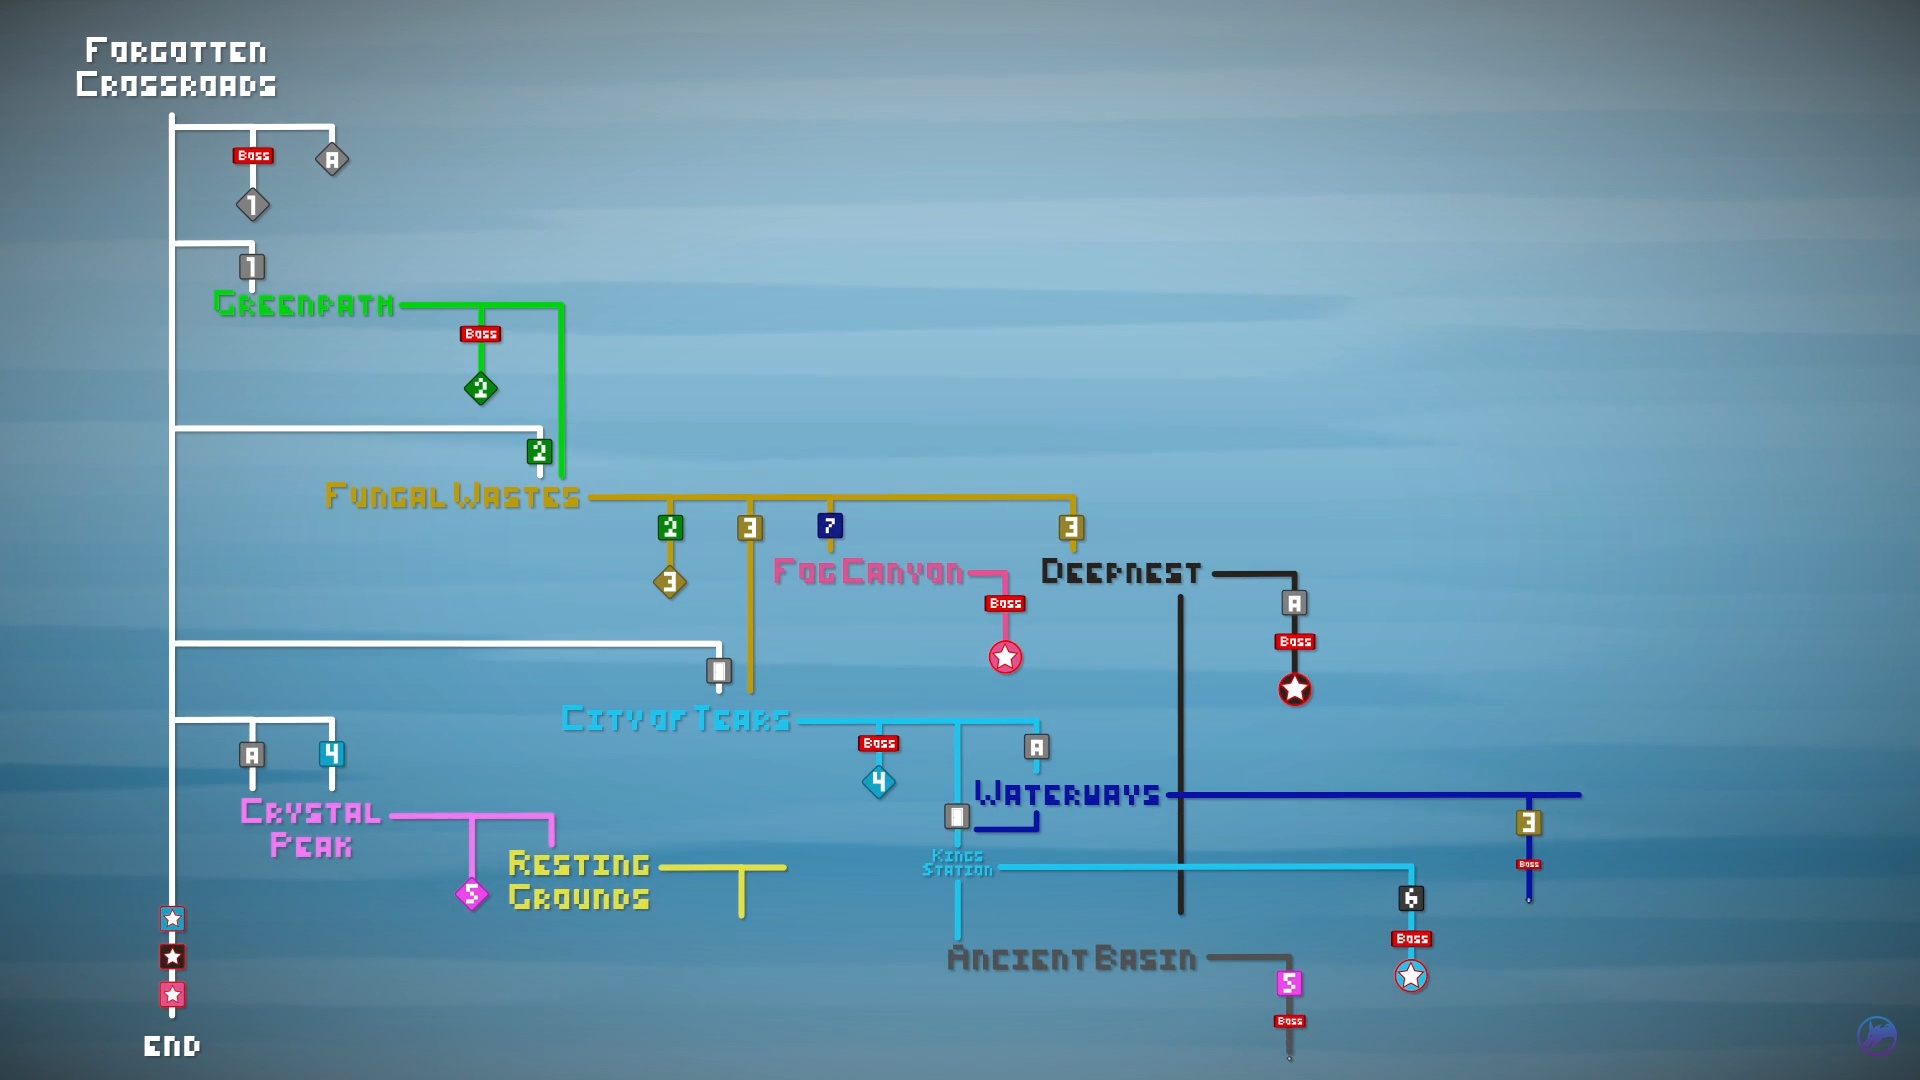 FORGOTTEN
CROSSROADS
BOSS
A
1
1
GREENPATH
BOSS
2
2
FUNGAL WASTES
2
3
7
3
3
FOG CANYON
DEEPNEST
BOSS
A
BOSS
CITY OF TEARS
BOSS
A
A
4
4
WATERWAYS
CRYSTAL
PEAK
3
KINGS
STATION
BOSS
RESTING
GROUNDS
5
6
BOSS
ANCIENT BASIN
5
BOSS
END